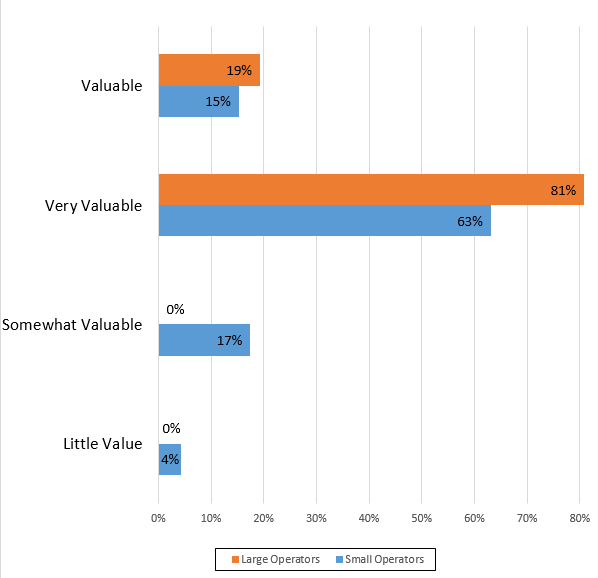 Valuable
19%
15%
Very Valuable
81%
63%
Somewhat Valuable
0%
17%
Little Value
0%
4%
0% 10% 20% 30% 40% 50% 60% 70% 80%
Large Operators Small Operators